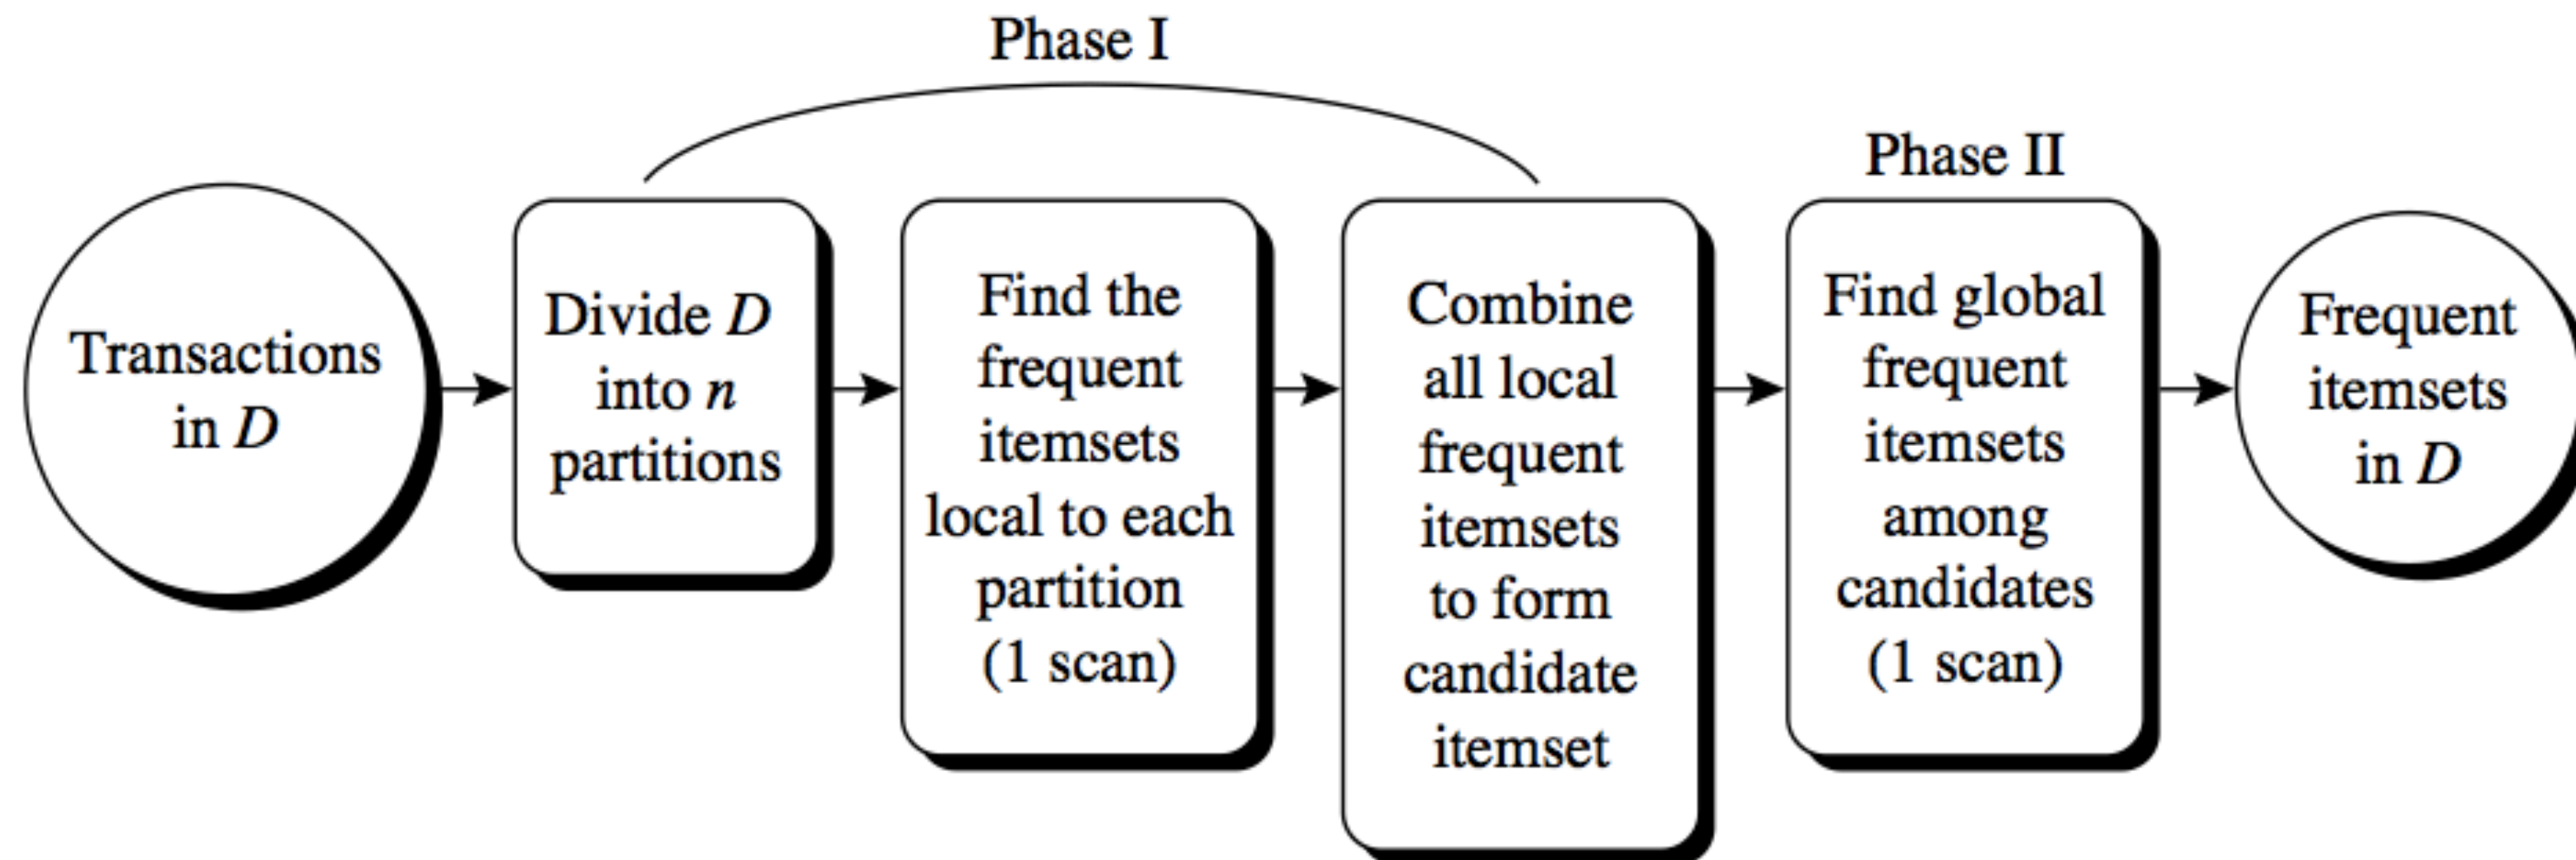 Phase I
Phase II
Transactions
in D
Divide D
into n
partitions
Find the
frequent
itemsets
local to each
partition
(1 scan)
Combine
all local
frequent
itemsets
to form
candidate
itemset
Find global
frequent
itemsets
among
candidates
(1 scan)
Frequent
itemsets
in D